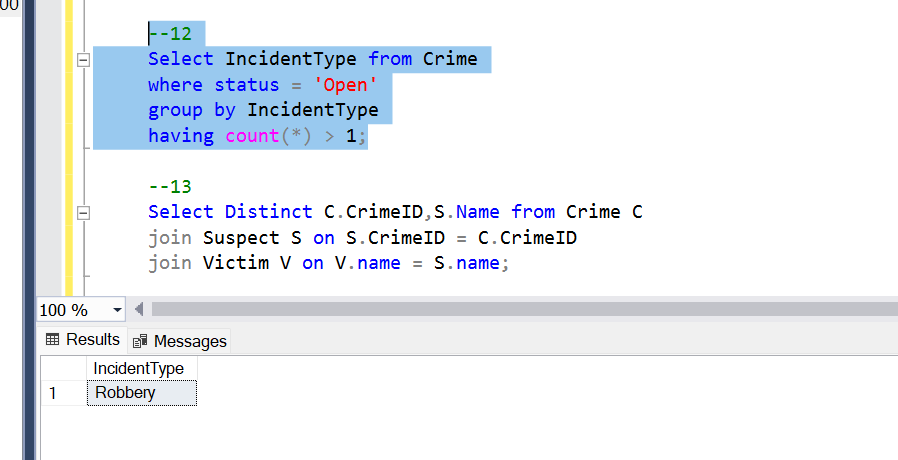 00
--12
Select IncidentType from Crime
where status = 'Open'
group by IncidentType
having count(*) > 1;
--13
Select Distinct C.CrimeID,S.Name from Crime C
join Suspect S on S.CrimeID = C.CrimeID
join Victim V on V.name = S.name;
100 %
Results Messages
IncidentType
1 Robbery